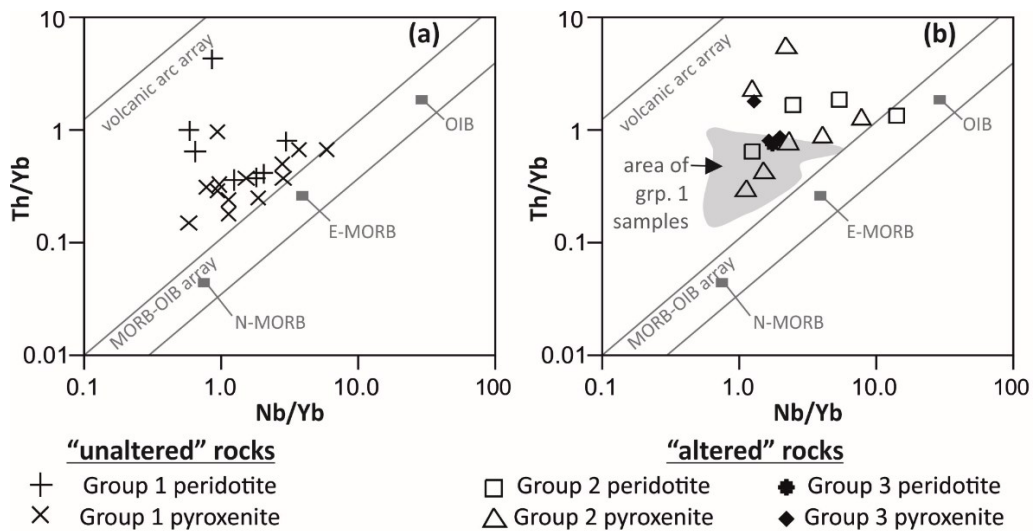 10
(a)
volcanic arc array
OIB
1
Th/Yb
E-MORB
0.1
MORB-OIB array
N-MORB
0.01
0.1
1.0
10.0
100
Nb/Yb
10
(b)
volcanic arc array
OIB
1
Th/Yb
area of
grp. 1
samples
E-MORB
0.1
MORB-OIB array
N-MORB
0.01
0.1
1.0
10.0
100
Nb/Yb
“unaltered” rocks
“altered” rocks
Group 1 peridotite
Group 2 peridotite
Group 3 peridotite
Group 1 pyroxenite
Group 2 pyroxenite
Group 3 pyroxenite